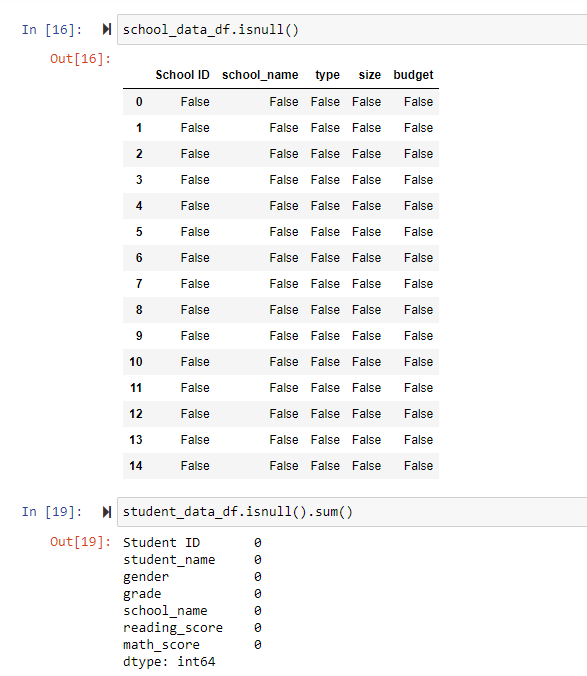 In [16]: school_data_df.isnull()
Out[16]:
School ID school_name type size budget
0 False False False False False
1 False False False False False
2 False False False False False
3 False False False False False
4 False False False False False
5 False False False False False
6 False False False False False
7 False False False False False
8 False False False False False
9 False False False False False
10 False False False False False
11 False False False False False
12 False False False False False
13 False False False False False
14 False False False False False
In [19]: student_data_df.isnull().sum()
Out[19]: Student ID 0
student_name 0
gender 0
grade 0
school_name 0
reading_score 0
math_score 0
dtype: int64